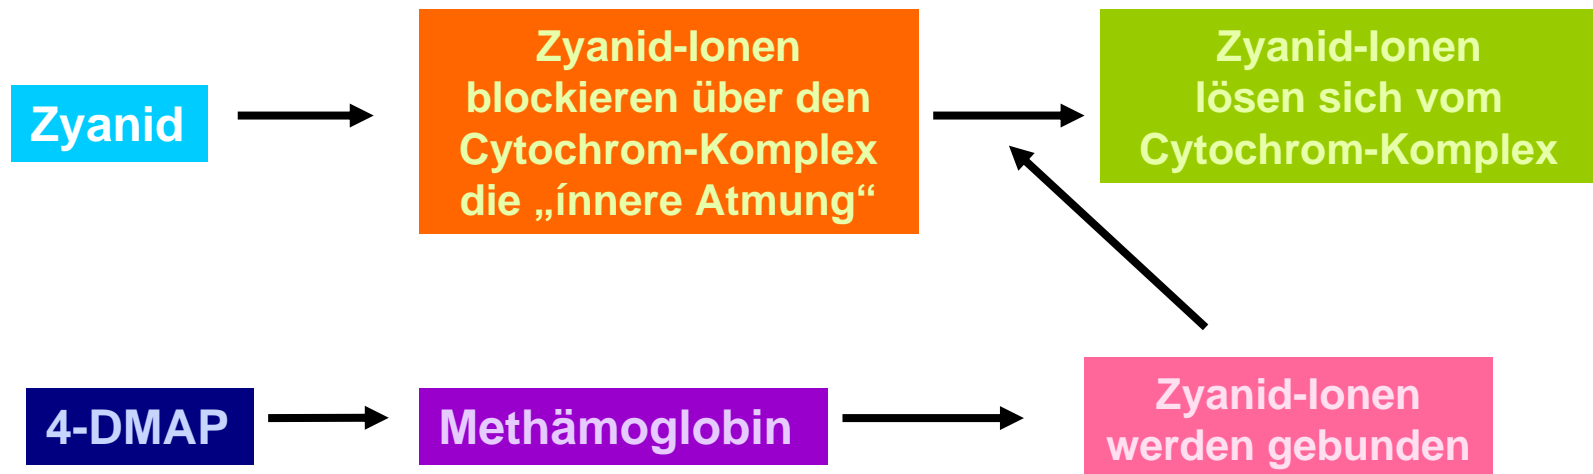 Zyanid
Zyanid-Ionen
blockieren über den
Cytochrom-Komplex
die „ínnere Atmung“
Zyanid-Ionen
lösen sich vom
Cytochrom-Komplex
4-DMAP
Methämoglobin
Zyanid-Ionen
werden gebunden